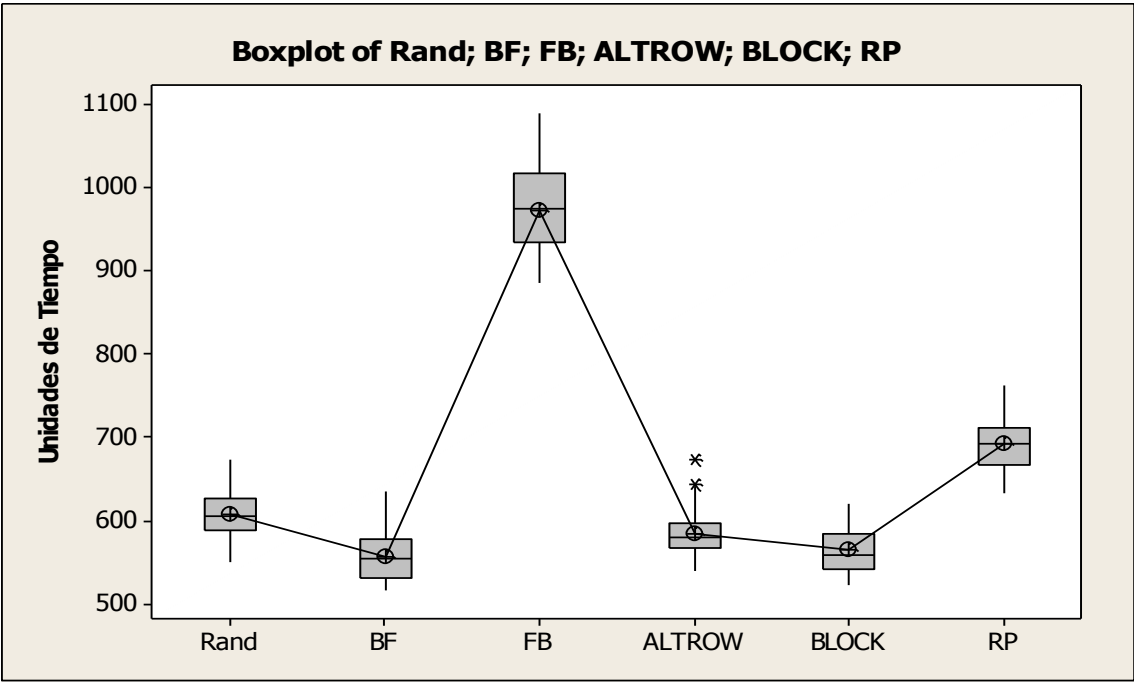 Boxplot of Rand; BF; FB; ALTROW; BLOCK; RP
Unidades de Tiempo
1100
1000
900
800
700
600
500
Rand BF FB ALTROW BLOCK RP